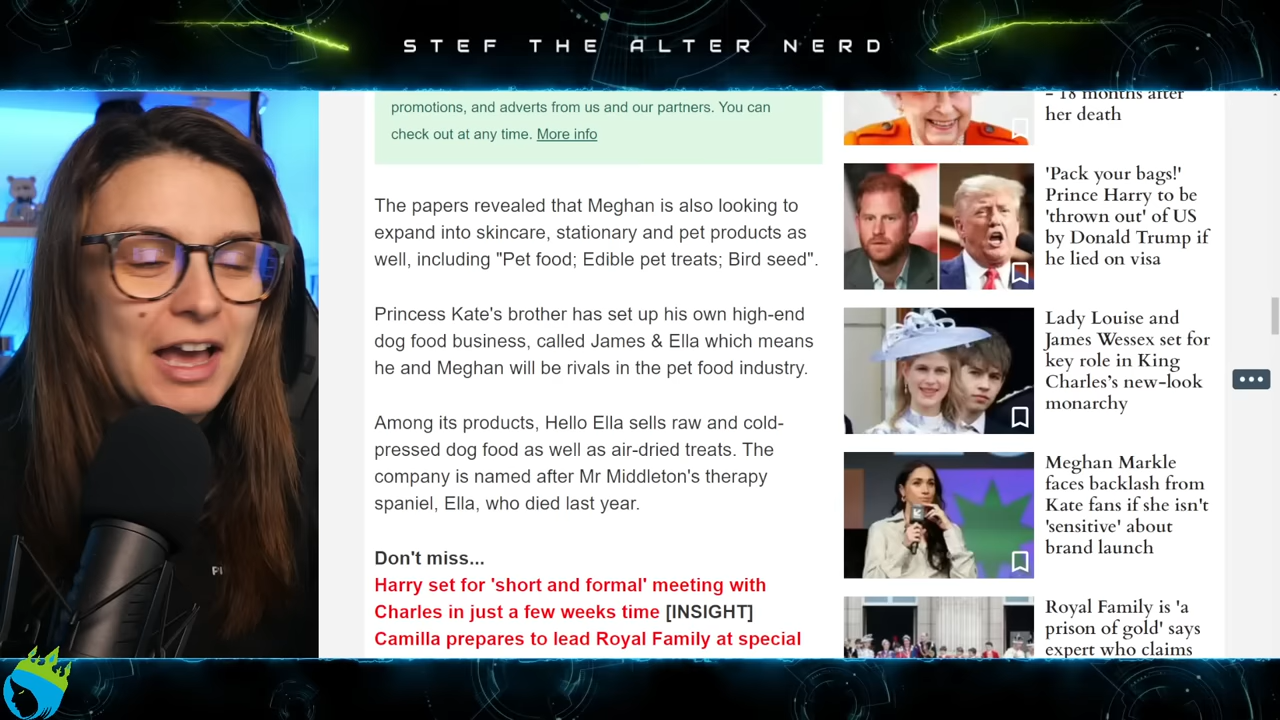 STEF THE ALTER NERD
promotions, and adverts from us and our partners. You can
check out at any time. More info
The papers revealed that Meghan is also looking to
expand into skincare, stationary and pet products as
well, including "Pet food; Edible pet treats; Bird seed".
Princess Kate's brother has set up his own high-end
dog food business, called James & Ella which means
he and Meghan will be rivals in the pet food industry.
Among its products, Hello Ella sells raw and cold-
pressed dog food as well as air-dried treats. The
company is named after Mr Middleton's therapy
spaniel, Ella, who died last year.
Don't miss...
Harry set for 'short and formal' meeting with
Charles in just a few weeks time [INSIGHT]
Camilla prepares to lead Royal Family at special
– 18 months after
her death
'Pack your bags!'
Prince Harry to be
'thrown out' of US
by Donald Trump if
he lied on visa
Lady Louise and
James Wessex set for
key role in King
Charles’s new-look
monarchy
Meghan Markle
faces backlash from
Kate fans if she isn't
'sensitive' about
brand launch
Royal Family is 'a
prison of gold' says
expert who claims